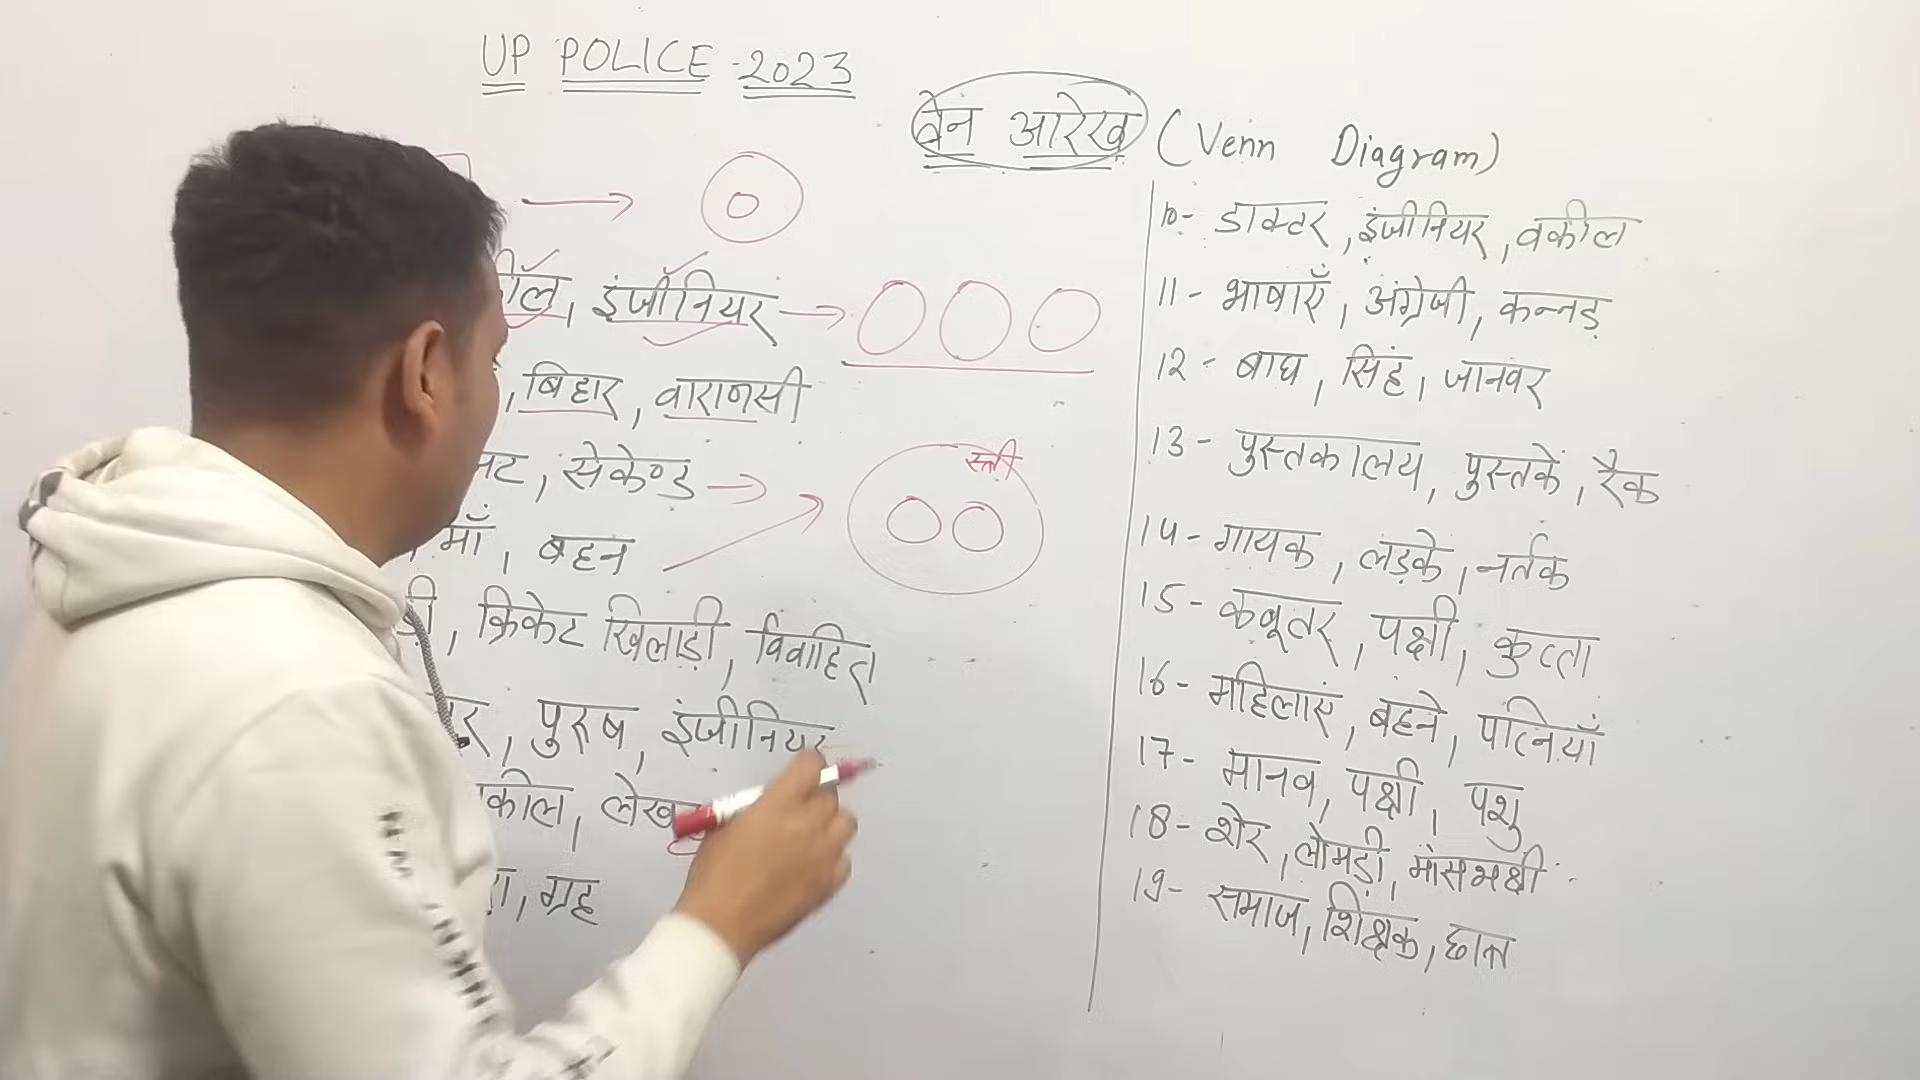 UP POLICE -2023
वेन आरेख (Venn Diagram)
इंजीनियर
बिहार, वाराणसी
सेकेण्ड
स्त्री
माँ, बहन
क्रिकेट खिलाड़ी, विवाहित
पुरूष, इंजीनियर
ग्रह
10- डाक्टर, इंजीनियर, वकील
11- भाषाएँ, अंग्रेजी, कन्नड़
12- बाघ, सिंह, जानवर
13- पुस्तकालय, पुस्तकें, रैक
14- गायक, लड़के, नर्तक
15- कबूतर, पक्षी, कुत्ता
16- महिलाएं, बहने, पत्नियाँ
17- मानव, पक्षी, पशु
18- शेर, लोमड़ी, मांसभक्षी
19- समाज, शिक्षक, छात्र